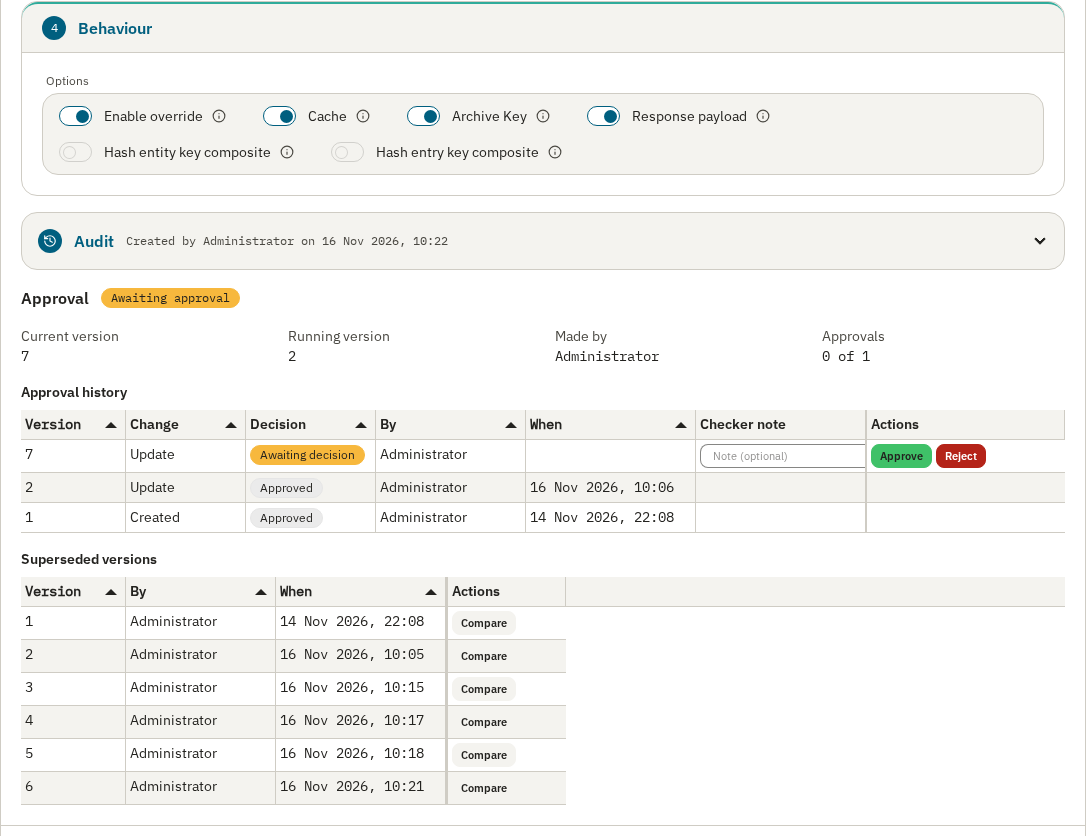 4 Behaviour
Options
Enable override Cache Archive Key Response payload
Hash entity key composite Hash entry key composite
Audit Created by Administrator on 16 Nov 2026, 10:22
Approval Awaiting approval
Current version Running version Made by Approvals
7 2 Administrator 0 of 1
Approval history
Version Change Decision By When Checker note Actions
7 Update Awaiting decision Administrator Note (optional) Approve Reject
2 Update Approved Administrator 16 Nov 2026, 10:06
1 Created Approved Administrator 14 Nov 2026, 22:08
Superseded versions
Version By When Actions
1 Administrator 14 Nov 2026, 22:08 Compare
2 Administrator 16 Nov 2026, 10:05 Compare
3 Administrator 16 Nov 2026, 10:15 Compare
4 Administrator 16 Nov 2026, 10:17 Compare
5 Administrator 16 Nov 2026, 10:18 Compare
6 Administrator 16 Nov 2026, 10:21 Compare